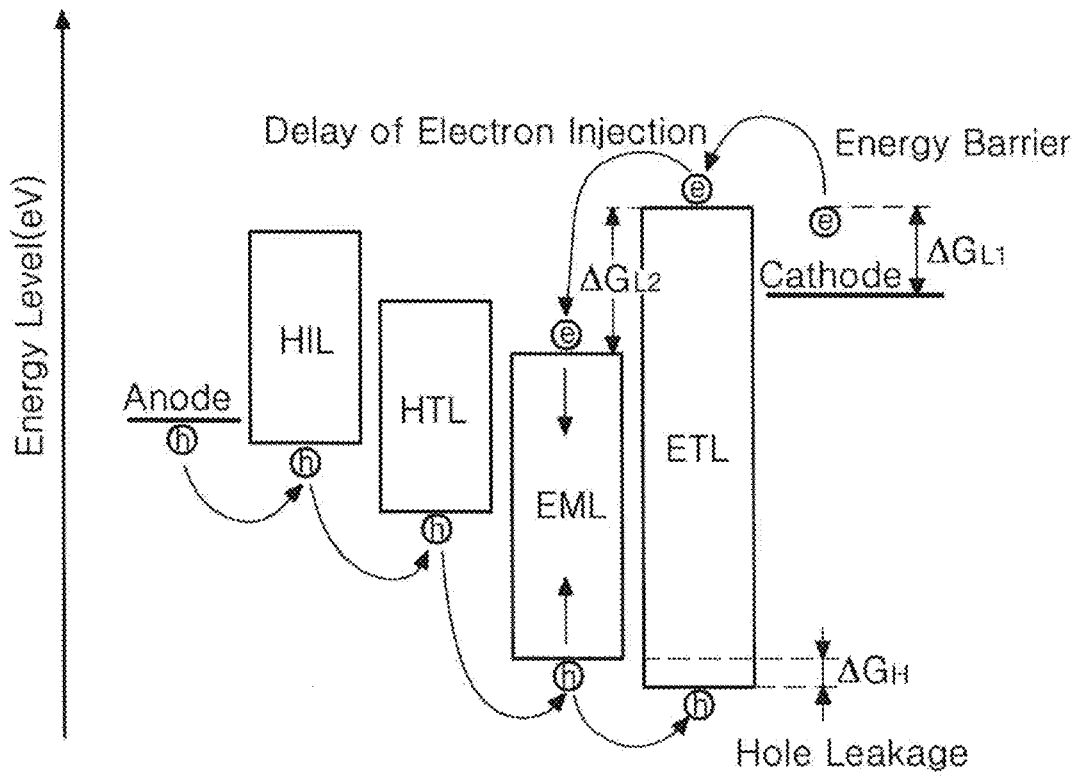 Energy Level(eV)
Delay of Electron Injection
Energy Barrier
e
e
ΔGL1
Cathode
ΔGL2
e
HIL
HTL
EML
ETL
Anode
h
h
h
h
h
ΔGH
Hole Leakage